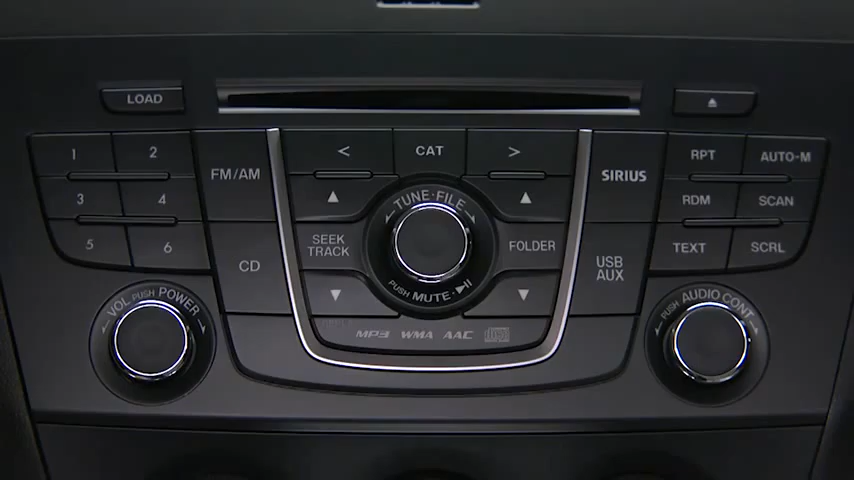 LOAD
1 2
3 4
5 6
FM/AM
CD
< CAT >
TUNE·FILE
SEEK
TRACK
FOLDER
PUSH MUTE·
MP3 WMA AAC
SIRIUS
USB
AUX
RPT AUTO-M
RDM SCAN
TEXT SCRL
VOL PUSH POWER
PUSH AUDIO CONT